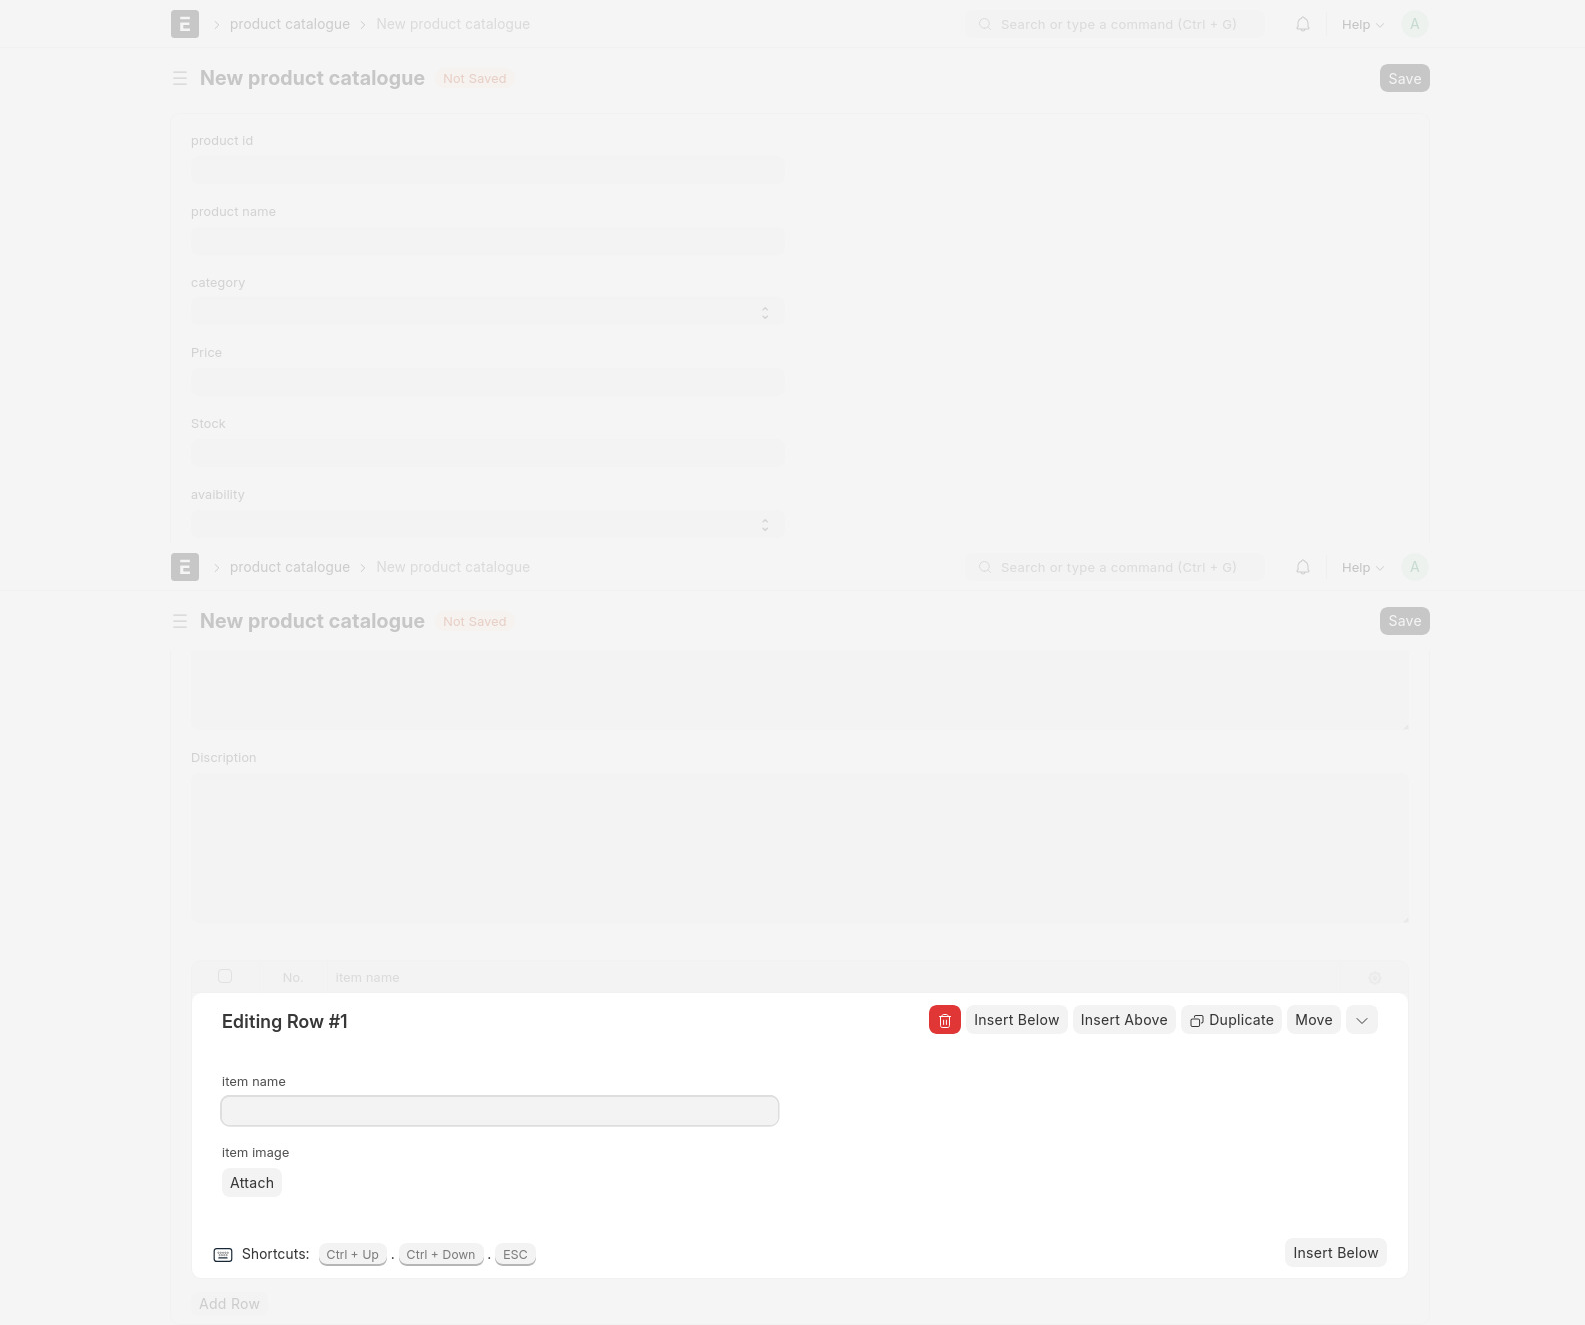 product catalogue New product catalogue Search or type a command (Ctrl + G) Help A
New product catalogue Not Saved Save
product id
product name
category
Price
Stock
avaibility
product catalogue New product catalogue Search or type a command (Ctrl + G) Help A
New product catalogue Not Saved Save
Discription
No. item name
Editing Row #1 Insert Below Insert Above Duplicate Move
item name
item image
Attach
Shortcuts: Ctrl + Up . Ctrl + Down . ESC Insert Below
Add Row